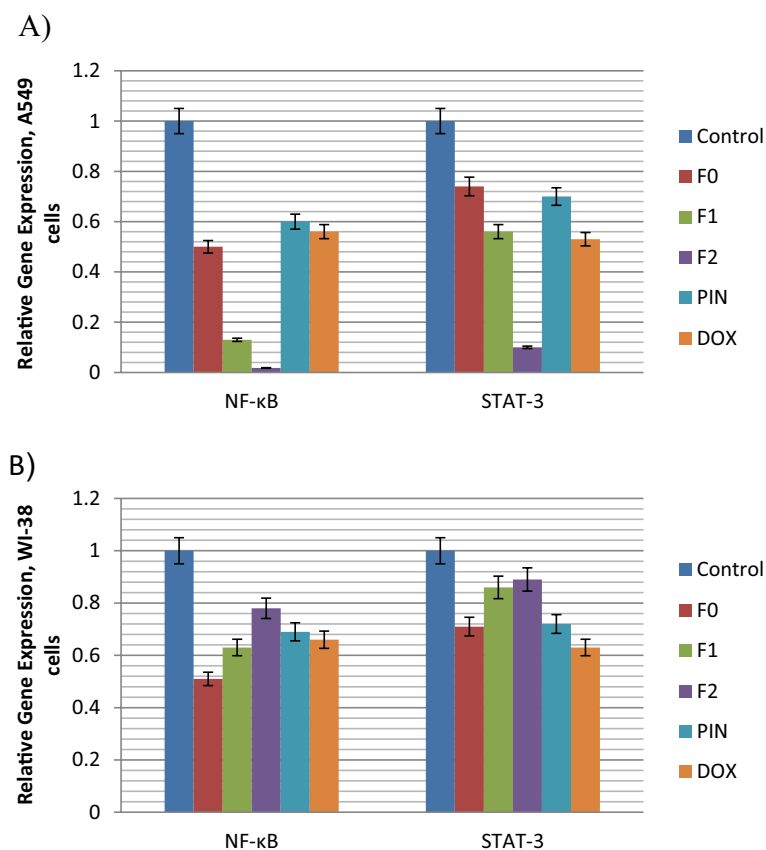 A)
Relative Gene Expression, A549
cells
1.2
1
0.8
0.6
0.4
0.2
0
NF-κB
STAT-3
Control
F0
F1
F2
PIN
DOX
B)
Relative Gene Expression, WI-38
cells
1.2
1
0.8
0.6
0.4
0.2
0
NF-κB
STAT-3
Control
F0
F1
F2
PIN
DOX